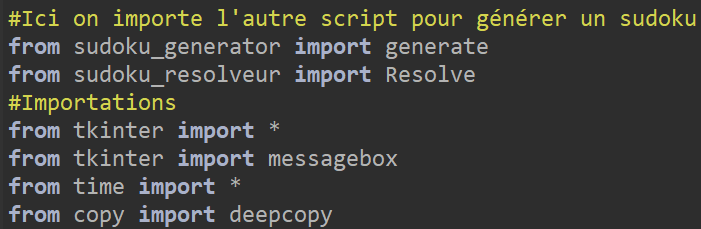 #Ici on importe l'autre script pour générer un sudoku
from sudoku_generator import generate
from sudoku_resolveur import Resolve
#Importations
from tkinter import *
from tkinter import messagebox
from time import *
from copy import deepcopy